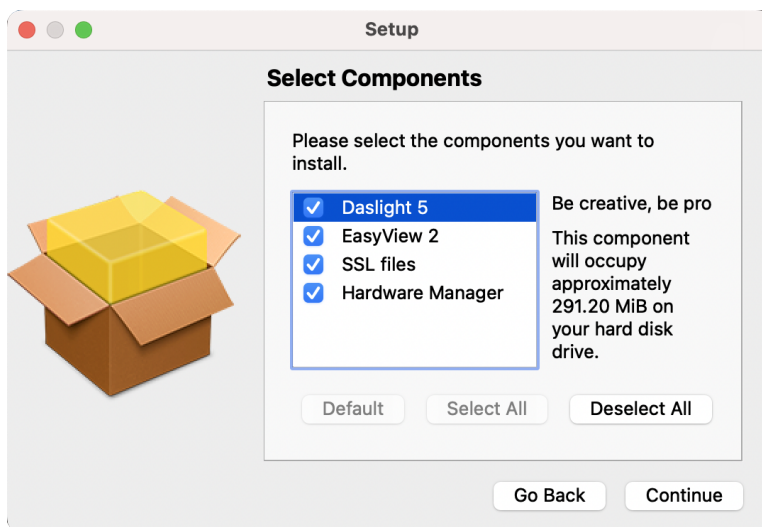 Setup
Select Components
Please select the components you want to
install.
Daslight 5
EasyView 2
SSL files
Hardware Manager
Be creative, be pro
This component
will occupy
approximately
291.20 MiB on
your hard disk
drive.
Default
Select All
Deselect All
Go Back
Continue